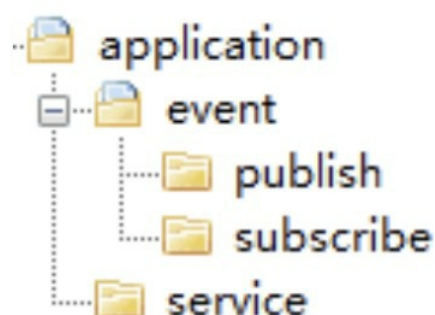 application
event
publish
subscribe
service